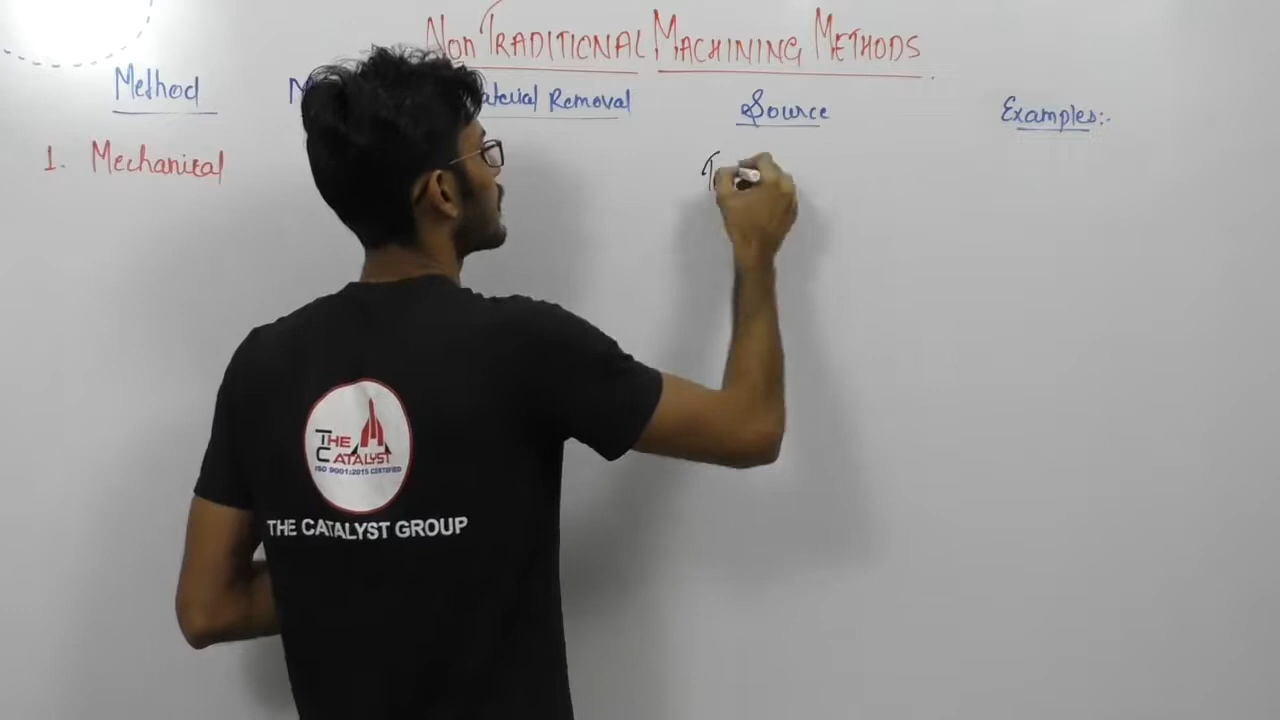 Non TRADITIONAL MACHINING METHODS
Method Material Removal Source Examples:-
1. Mechanical
THE
CATALYST
ISO 9001:2015 CERTIFIED
THE CATALYST GROUP